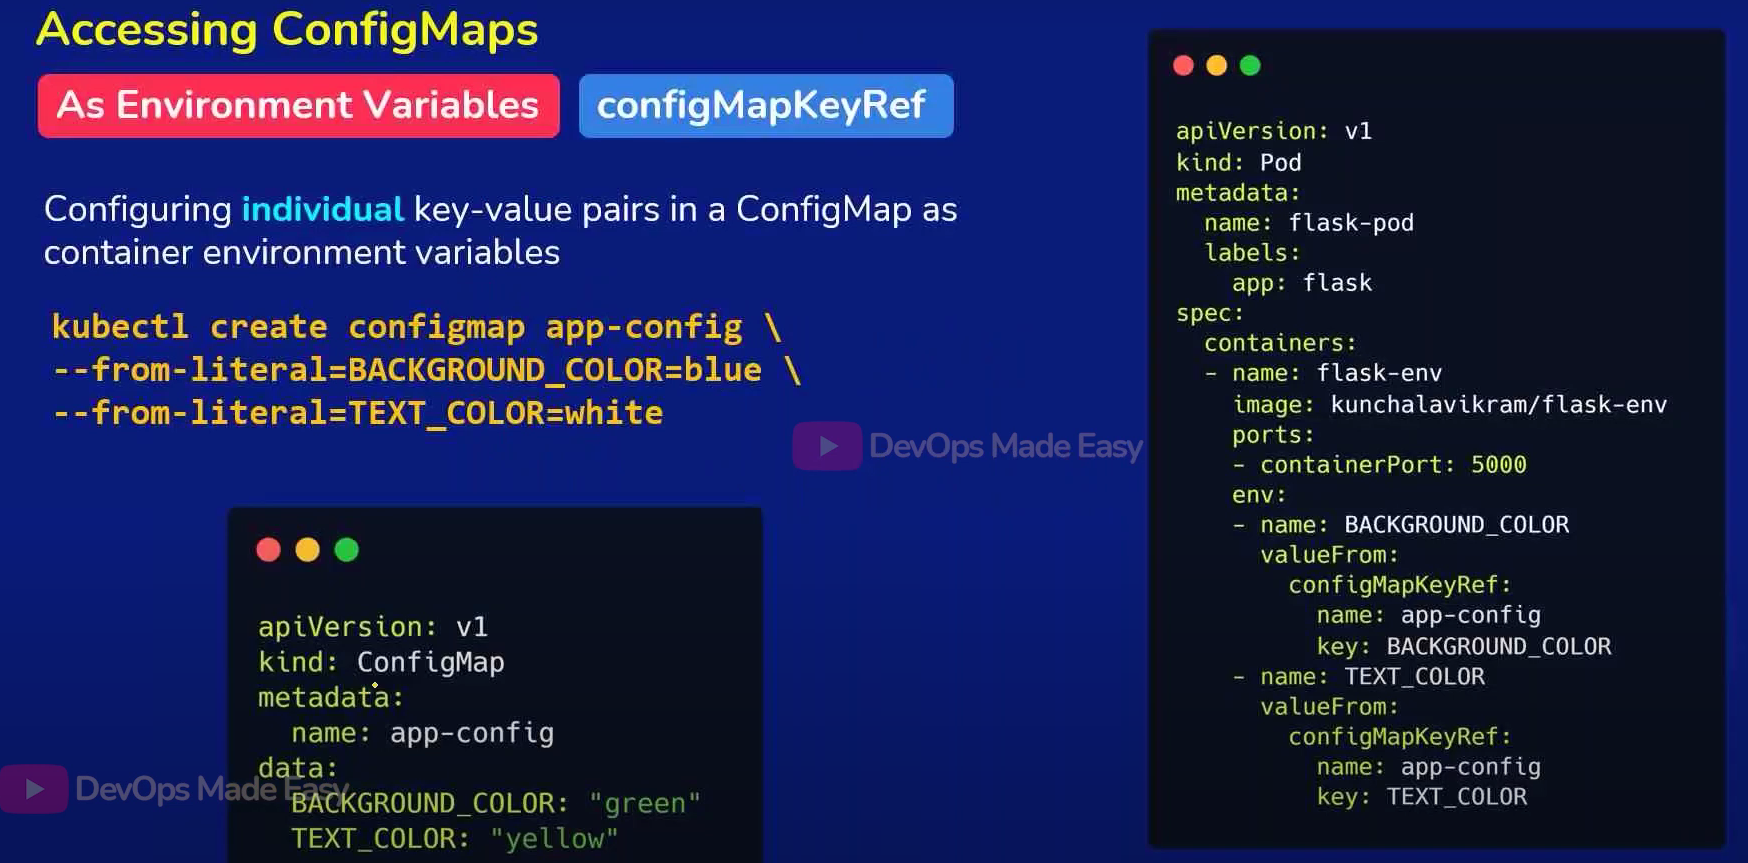 Accessing ConfigMaps
As Environment Variables
configMapKeyRef
Configuring individual key-value pairs in a ConfigMap as
container environment variables
kubectl create configmap app-config \
--from-literal=BACKGROUND_COLOR=blue \
--from-literal=TEXT_COLOR=white
DevOps Made Easy
apiVersion: v1
kind: ConfigMap
metadata:
  name: app-config
data:
  BACKGROUND_COLOR: "green"
  TEXT_COLOR: "yellow"
DevOps Made Easy
apiVersion: v1
kind: Pod
metadata:
  name: flask-pod
  labels:
    app: flask
spec:
  containers:
  - name: flask-env
    image: kunchalavikram/flask-env
    ports:
    - containerPort: 5000
    env:
    - name: BACKGROUND_COLOR
      valueFrom:
        configMapKeyRef:
          name: app-config
          key: BACKGROUND_COLOR
    - name: TEXT_COLOR
      valueFrom:
        configMapKeyRef:
          name: app-config
          key: TEXT_COLOR